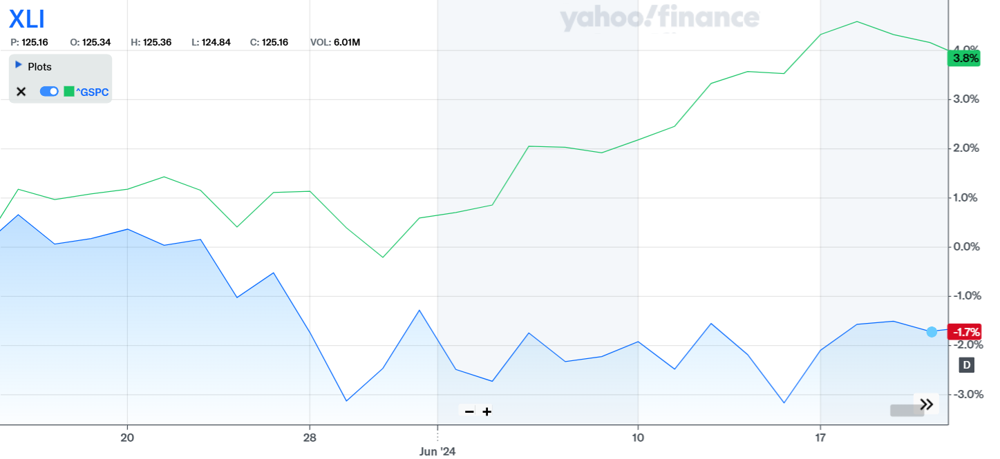 XLI
yahoo!finance
P: 125.16 O: 125.34 H: 125.36 L: 124.84 C: 125.16 VOL: 6.01M
Plots
^GSPC
4.0%
3.8%
3.0%
2.0%
1.0%
0.0%
-1.0%
-1.7%
-2.0%
D
-3.0%
20 28 10 17
Jun '24